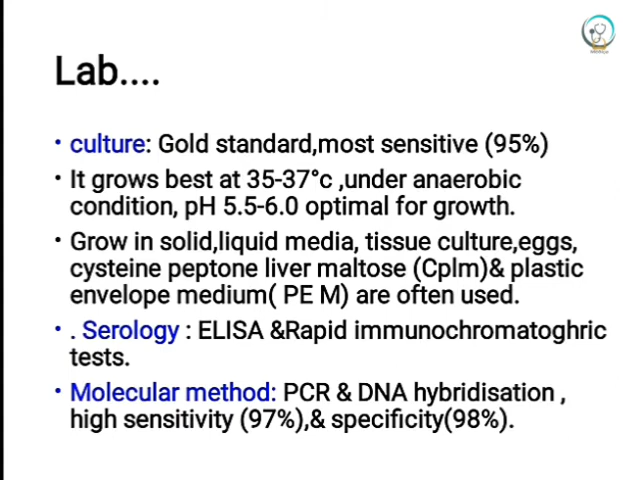 Lab....
• culture: Gold standard,most sensitive (95%)
• It grows best at 35-37°c ,under anaerobic
condition, pH 5.5-6.0 optimal for growth.
• Grow in solid,liquid media, tissue culture,eggs,
cysteine peptone liver maltose (Cplm)& plastic
envelope medium( PE M) are often used.
• . Serology : ELISA &Rapid immunochromatoghric
tests.
• Molecular method: PCR & DNA hybridisation ,
high sensitivity (97%),& specificity(98%).